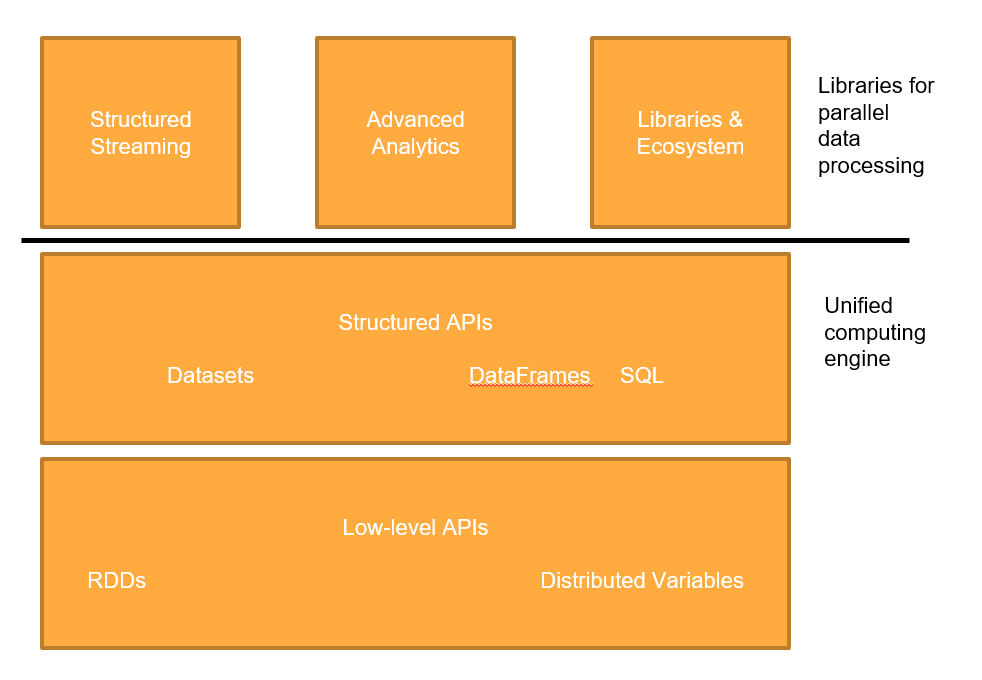 Structured
Streaming
Advanced
Analytics
Libraries &
Ecosystem
Libraries for
parallel
data
processing
Structured APIs
Datasets DataFrames SQL
Unified
computing
engine
Low-level APIs
RDDs Distributed Variables